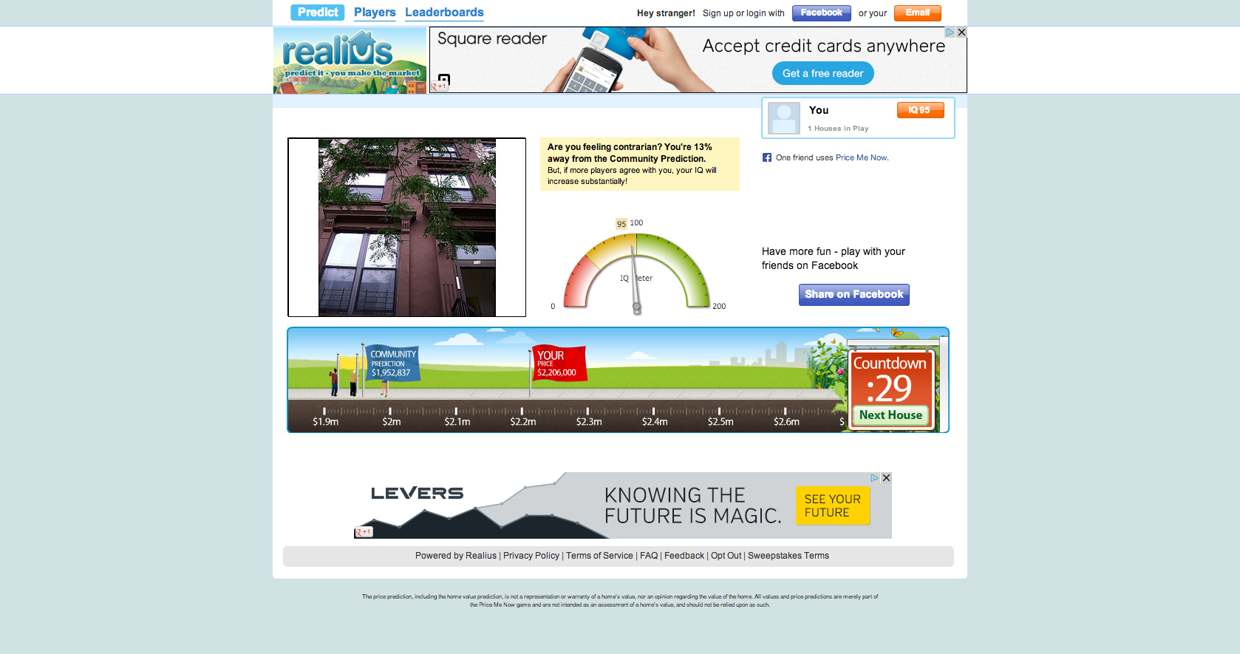 Predict Players Leaderboards Hey stranger! Sign up or login with Facebook or your Email
realius
predict it - you make the market
Square reader
Accept credit cards anywhere
Get a free reader
+1
You IQ 95
1 Houses in Play
Are you feeling contrarian? You're 13%
away from the Community Prediction.
But, if more players agree with you, your IQ will
increase substantially!
One friend uses Price Me Now.
95 100
IQ Meter
0 200
Have more fun - play with your
friends on Facebook
Share on Facebook
COMMUNITY
PREDICTION
$1,952,837
YOUR
PRICE
$2,206,000
Countdown
:29
Next House
$1.9m $2m $2.1m $2.2m $2.3m $2.4m $2.5m $2.6m $
LEVERS
KNOWING THE
FUTURE IS MAGIC.
SEE YOUR
FUTURE
+1
Powered by Realius | Privacy Policy | Terms of Service | FAQ | Feedback | Opt Out | Sweepstakes Terms
The price prediction, including the home value prediction, is not a representation or warranty of a home's value, nor an opinion regarding the value of the home. All values and price predictions are merely part of
the Price Me Now game and are not intended as an assessment of a home's value, and should not be relied upon as such.